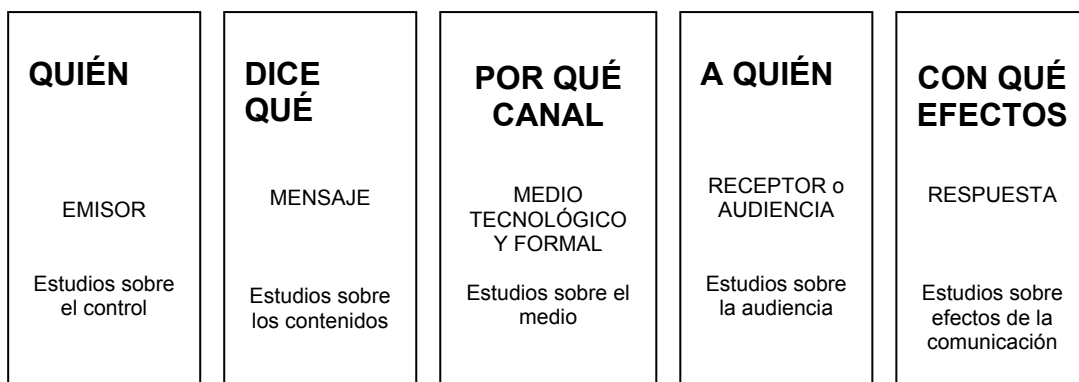 QUIÉN
EMISOR
Estudios sobre
el control
DICE
QUÉ
MENSAJE
Estudios sobre
los contenidos
POR QUÉ
CANAL
MEDIO
TECNOLÓGICO
Y FORMAL
Estudios sobre el
medio
A QUIÉN
RECEPTOR o
AUDIENCIA
Estudios sobre
la audiencia
CON QUÉ
EFECTOS
RESPUESTA
Estudios sobre
efectos de la
comunicación